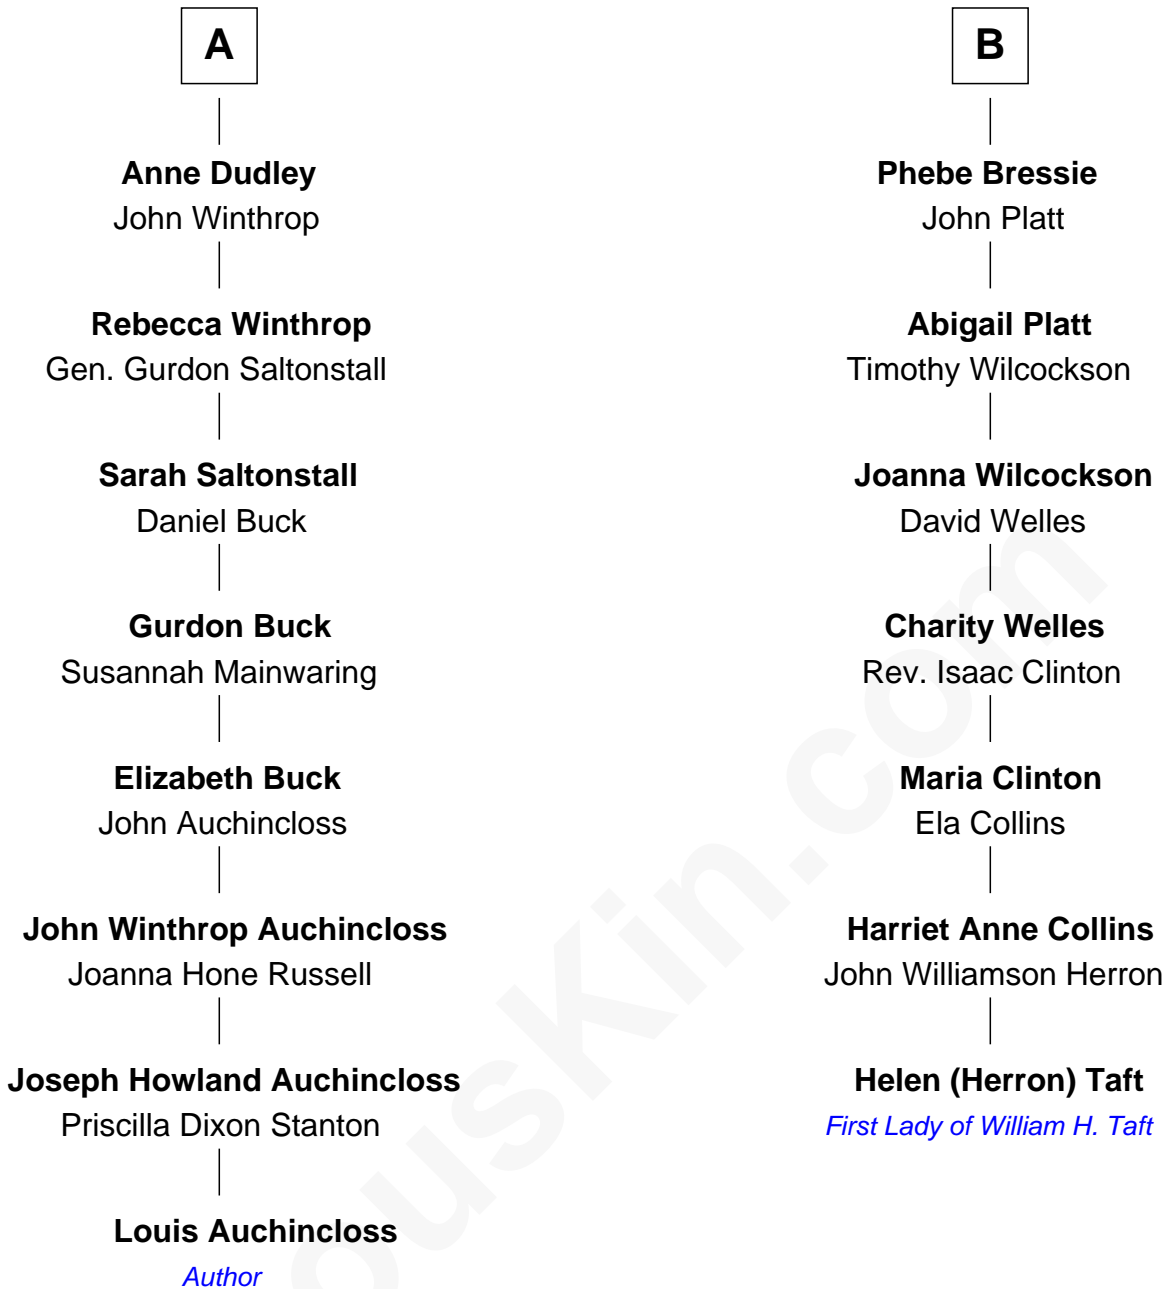 A
Anne Dudley
John Winthrop
Rebecca Winthrop
Gen. Gurdon Saltonstall
Sarah Saltonstall
Daniel Buck
Gurdon Buck
Susannah Mainwaring
Elizabeth Buck
John Auchincloss
John Winthrop Auchincloss
Joanna Hone Russell
Joseph Howland Auchincloss
Priscilla Dixon Stanton
Louis Auchincloss
Author
B
Phebe Bressie
John Platt
Abigail Platt
Timothy Wilcockson
Joanna Wilcockson
David Welles
Charity Welles
Rev. Isaac Clinton
Maria Clinton
Ela Collins
Harriet Anne Collins
John Williamson Herron
Helen (Herron) Taft
First Lady of William H. Taft
ousKin.com